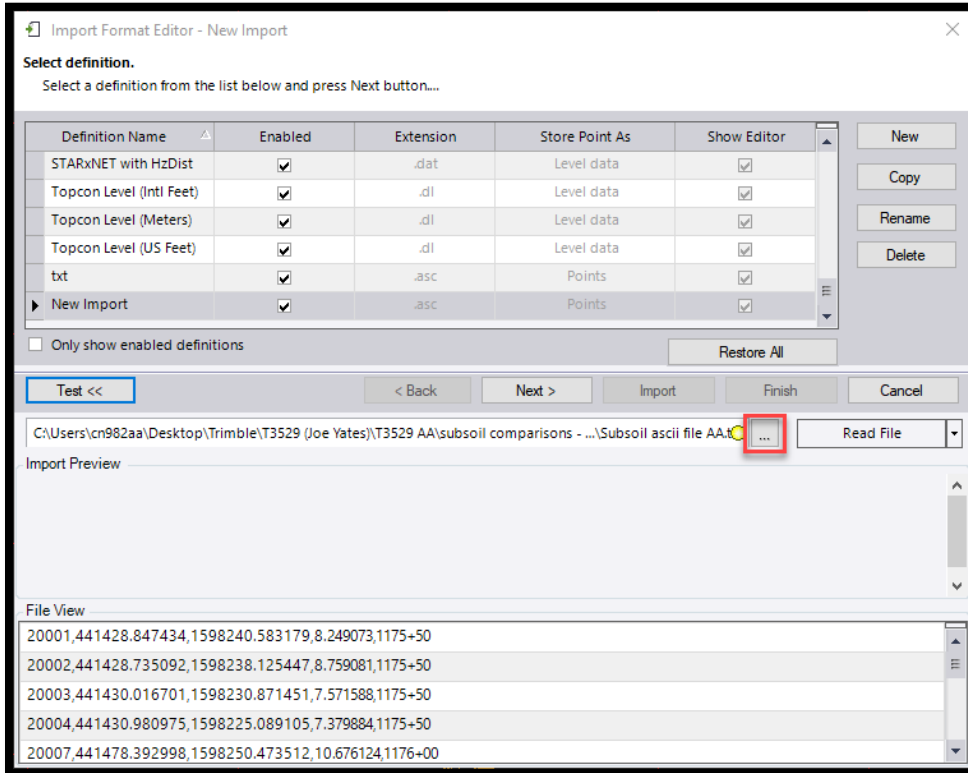 Import Format Editor - New Import
Select definition.
Select a definition from the list below and press Next button....
Definition Name Enabled Extension Store Point As Show Editor New
STARxNET with HzDist .dat Level data
Copy
Topcon Level (Intl Feet) .dl Level data
Topcon Level (Meters) .dl Level data Rename
Topcon Level (US Feet) .dl Level data Delete
txt .asc Points
New Import .asc Points
Only show enabled definitions Restore All
Test << < Back Next > Import Finish Cancel
C:\Users\cn982aa\Desktop\Trimble\T3529 (Joe Yates)\T3529 AA\subsoil comparisons - ...\Subsoil ascii file AA.t ... Read File
Import Preview
File View
20001,441428.847434,1598240.583179,8.249073,1175+50
20002,441428.735092,1598238.125447,8.759081,1175+50
20003,441430.016701,1598230.871451,7.571588,1175+50
20004,441430.980975,1598225.089105,7.379884,1175+50
20007,441478.392998,1598250.473512,10.676124,1176+00